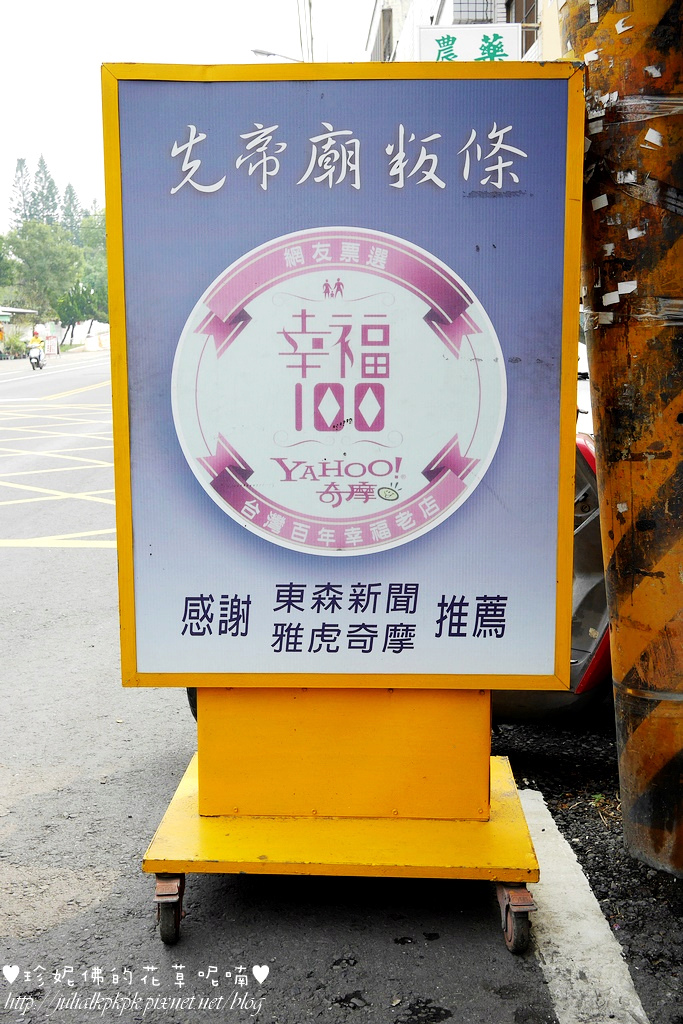 農藥
先帝廟粄條
網友票選
幸福
100
YAHOO!
奇摩
台灣百年幸福老店
感謝 東森新聞 雅虎奇摩 推薦
♥珍妮佛的花草呢喃♥
http://julialkpkpk.pixnet.net/blog